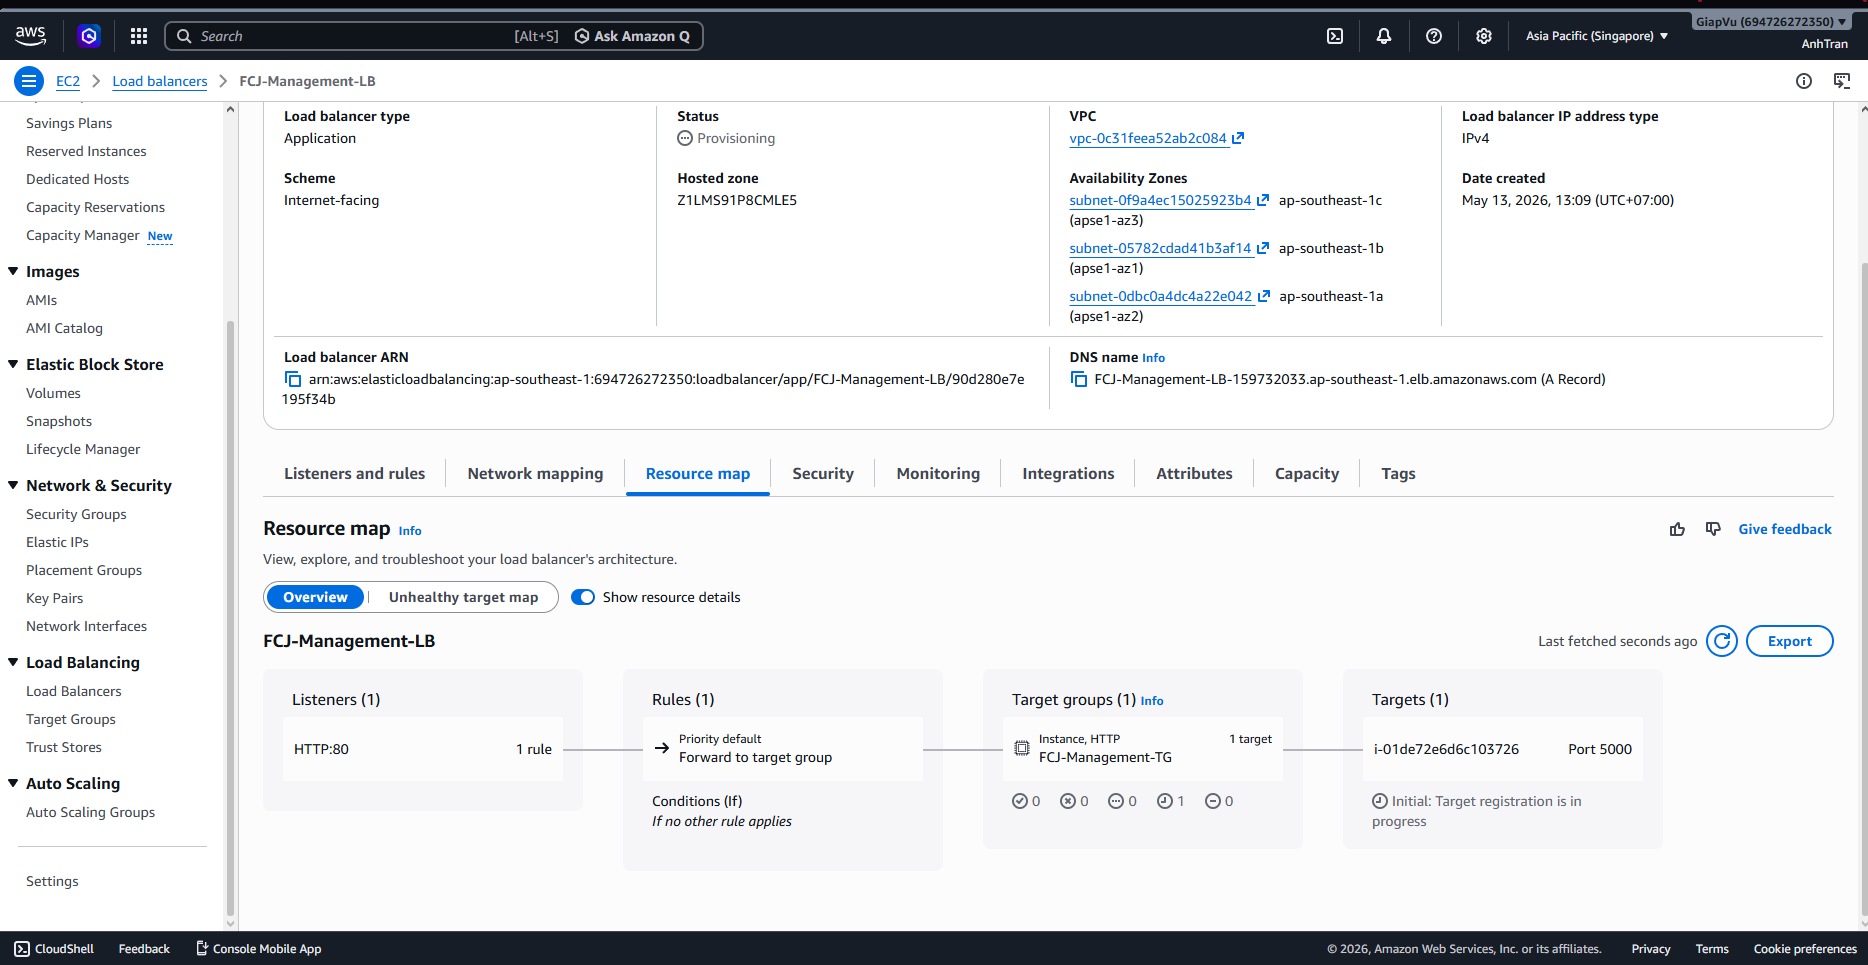 aws
Search
[Alt+S]
Ask Amazon Q
Asia Pacific (Singapore)
GiapVu (694726272350)
AnhTran
EC2
Load balancers
FCJ-Management-LB
Savings Plans
Reserved Instances
Dedicated Hosts
Capacity Reservations
Capacity Manager New
Images
AMIs
AMI Catalog
Elastic Block Store
Volumes
Snapshots
Lifecycle Manager
Network & Security
Security Groups
Elastic IPs
Placement Groups
Key Pairs
Network Interfaces
Load Balancing
Load Balancers
Target Groups
Trust Stores
Auto Scaling
Auto Scaling Groups
Settings
Load balancer type
Application
Status
Provisioning
VPC
vpc-0c31feea52ab2c084
Load balancer IP address type
IPv4
Scheme
Internet-facing
Hosted zone
Z1LMS91P8CMLE5
Availability Zones
subnet-0f9a4ec15025923b4 ap-southeast-1c
(apse1-az3)
subnet-05782cdad41b3af14 ap-southeast-1b
(apse1-az1)
subnet-0dbc0a4dc4a22e042 ap-southeast-1a
(apse1-az2)
Date created
May 13, 2026, 13:09 (UTC+07:00)
Load balancer ARN
arn:aws:elasticloadbalancing:ap-southeast-1:694726272350:loadbalancer/app/FCJ-Management-LB/90d280e7e
195f34b
DNS name Info
FCJ-Management-LB-159732033.ap-southeast-1.elb.amazonaws.com (A Record)
Listeners and rules
Network mapping
Resource map
Security
Monitoring
Integrations
Attributes
Capacity
Tags
Resource map Info
Give feedback
View, explore, and troubleshoot your load balancer's architecture.
Overview
Unhealthy target map
Show resource details
FCJ-Management-LB
Last fetched seconds ago
Export
Listeners (1)
HTTP:80 1 rule
Rules (1)
Priority default
Forward to target group
Conditions (If)
If no other rule applies
Target groups (1) Info
Instance, HTTP 1 target
FCJ-Management-TG
0 0 0 1 0
Targets (1)
i-01de72e6d6c103726 Port 5000
Initial: Target registration is in
progress
CloudShell
Feedback
Console Mobile App
© 2026, Amazon Web Services, Inc. or its affiliates.
Privacy
Terms
Cookie preferences